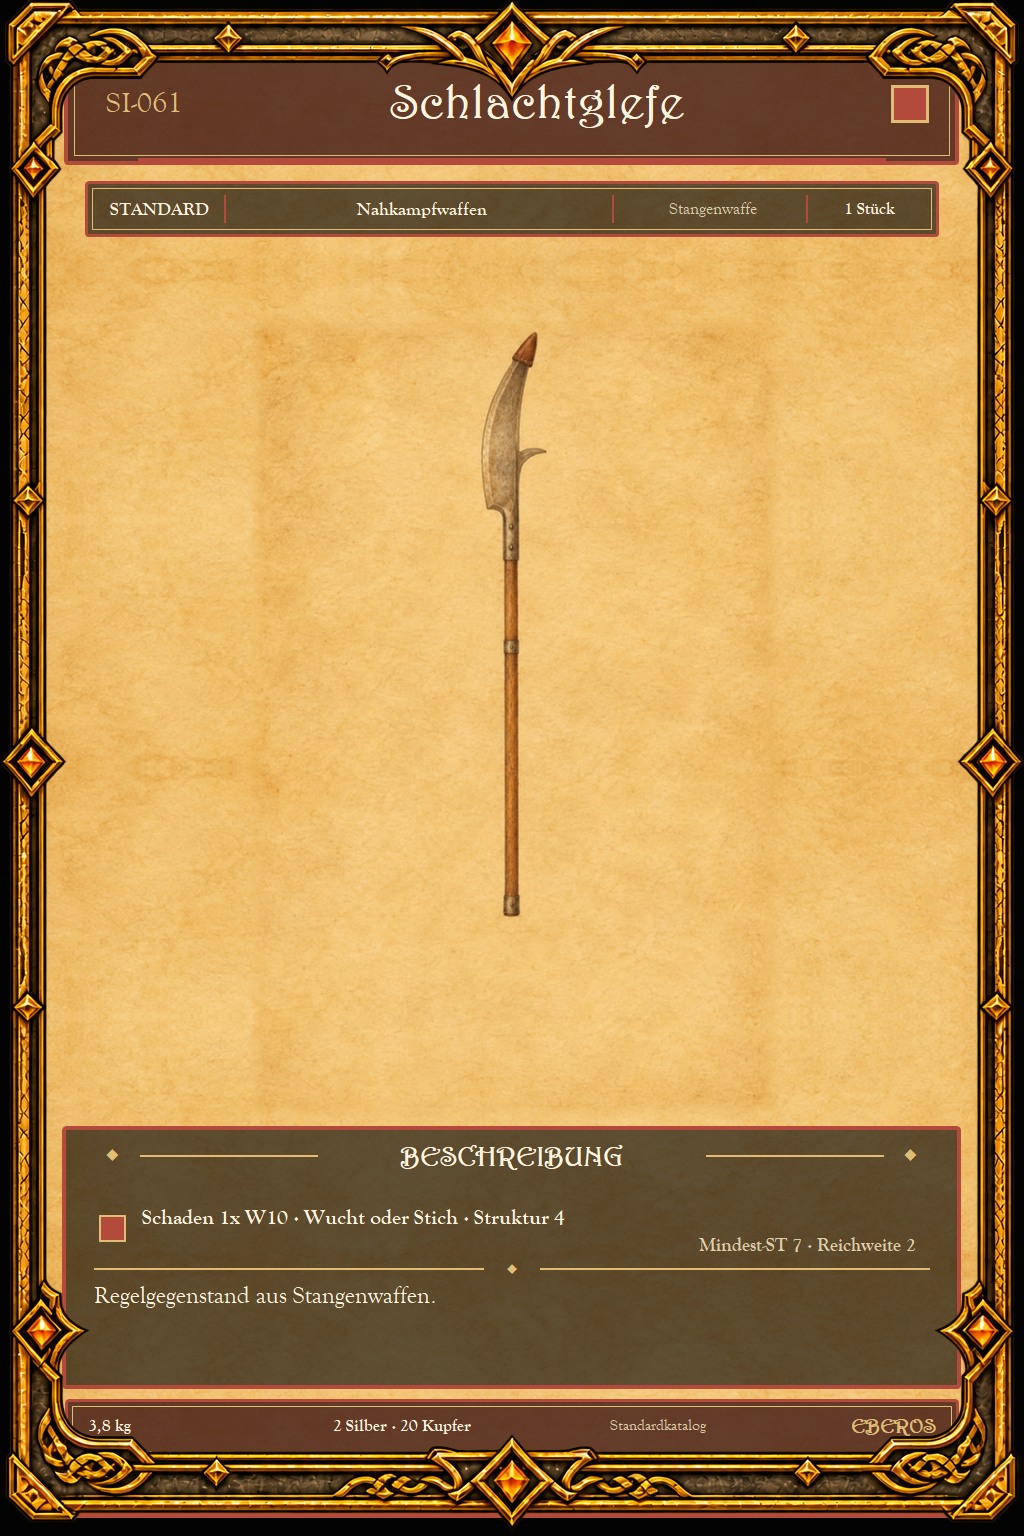 SI-061
Schlachtglefe
STANDARD
Nahkampfwaffen
Stangenwaffe
1 Stück
BESCHREIBUNG
Schaden 1x W10 · Wucht oder Stich · Struktur 4
Mindest-ST 7 · Reichweite 2
Regelgegenstand aus Stangenwaffen.
3,8 kg
2 Silber · 20 Kupfer
Standardkatalog
EBEROS